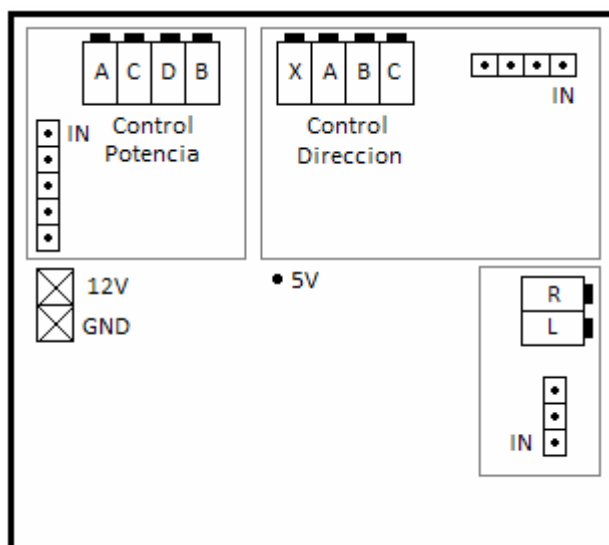 A C D B
IN
Control
Potencia
X A B C
Control
Direccion
IN
12V
GND
5V
R
L
IN